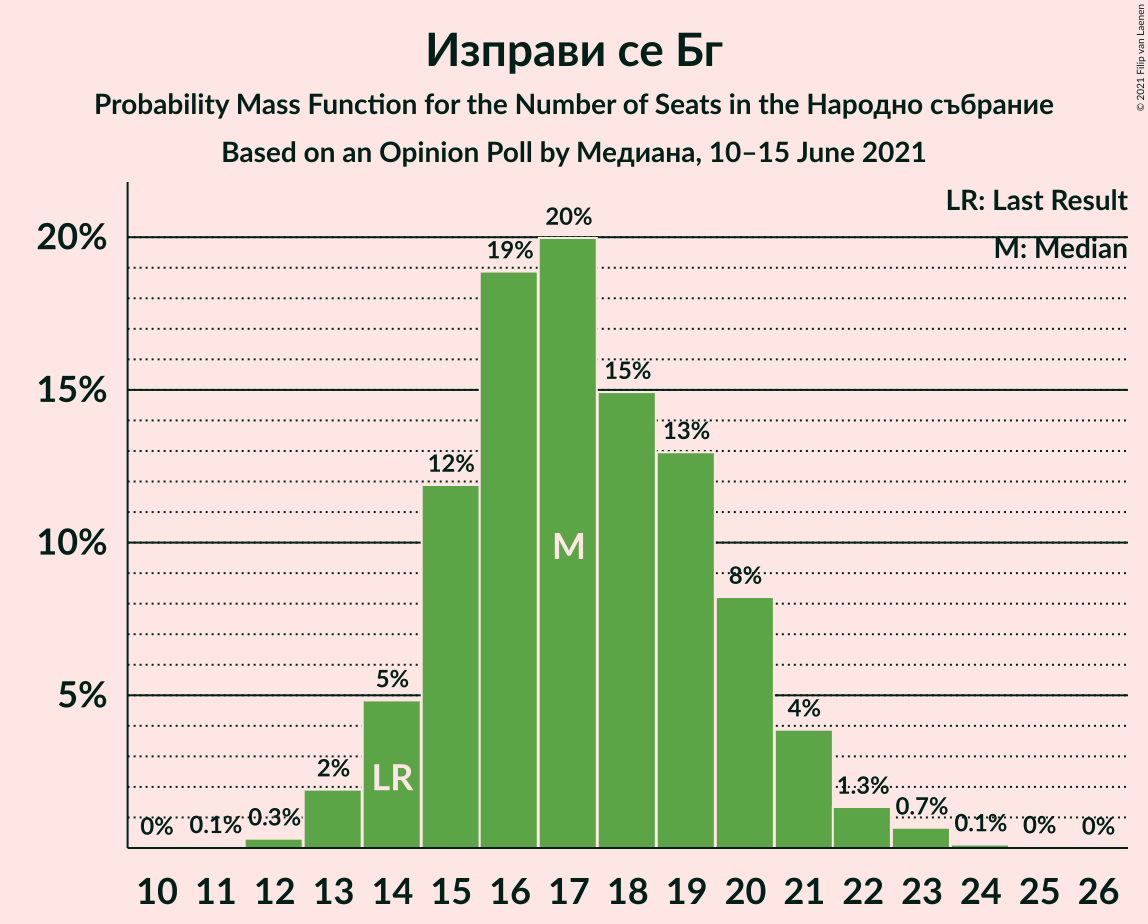 Изправи се Бг
Probability Mass Function for the Number of Seats in the Народно събрание
Based on an Opinion Poll by Медиана, 10–15 June 2021
© 2021 Filip van Laenen
LR: Last Result
M: Median
20%
15%
10%
5%
0%
0.1%
0.3%
2%
5%
12%
19%
20%
15%
13%
8%
4%
1.3%
0.7%
0.1%
0%
0%
LR
M
10 11 12 13 14 15 16 17 18 19 20 21 22 23 24 25 26